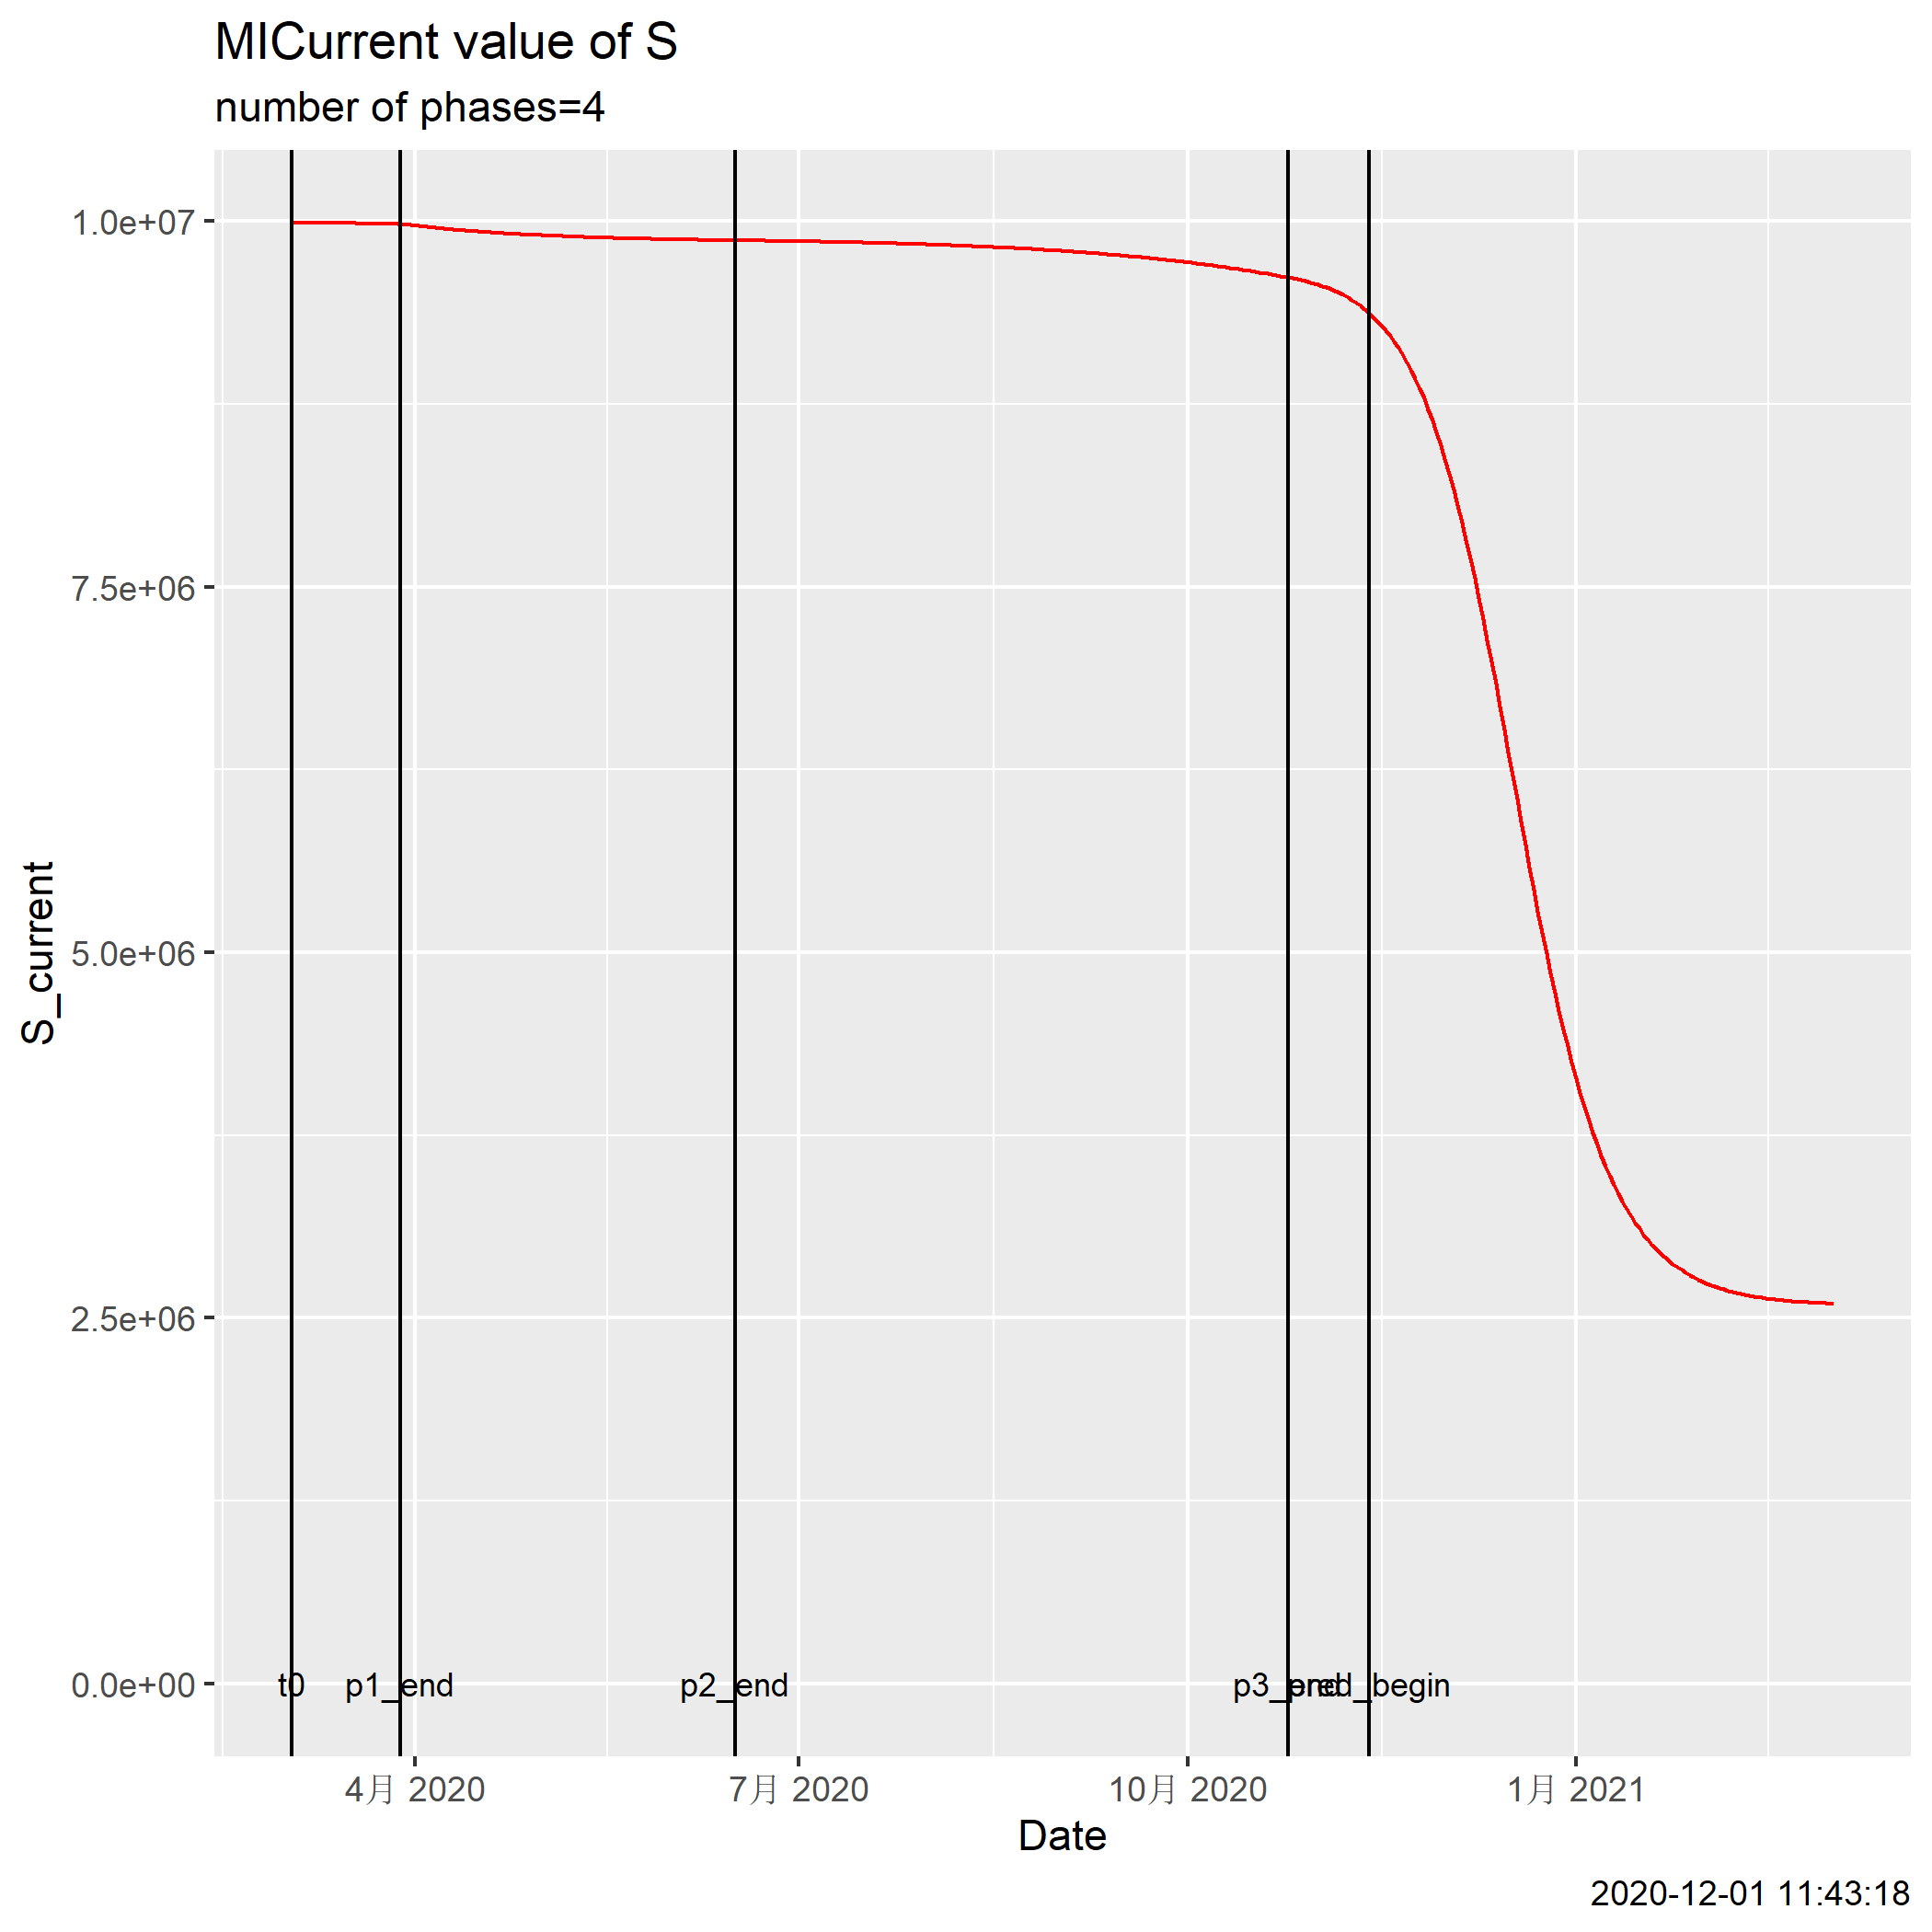 MICurrent value of S
number of phases=4
S_current
1.0e+07
7.5e+06
5.0e+06
2.5e+06
0.0e+00
t0
p1_end
p2_end
p3_end
pred_begin
4月 2020
7月 2020
10月 2020
1月 2021
Date
2020-12-01 11:43:18